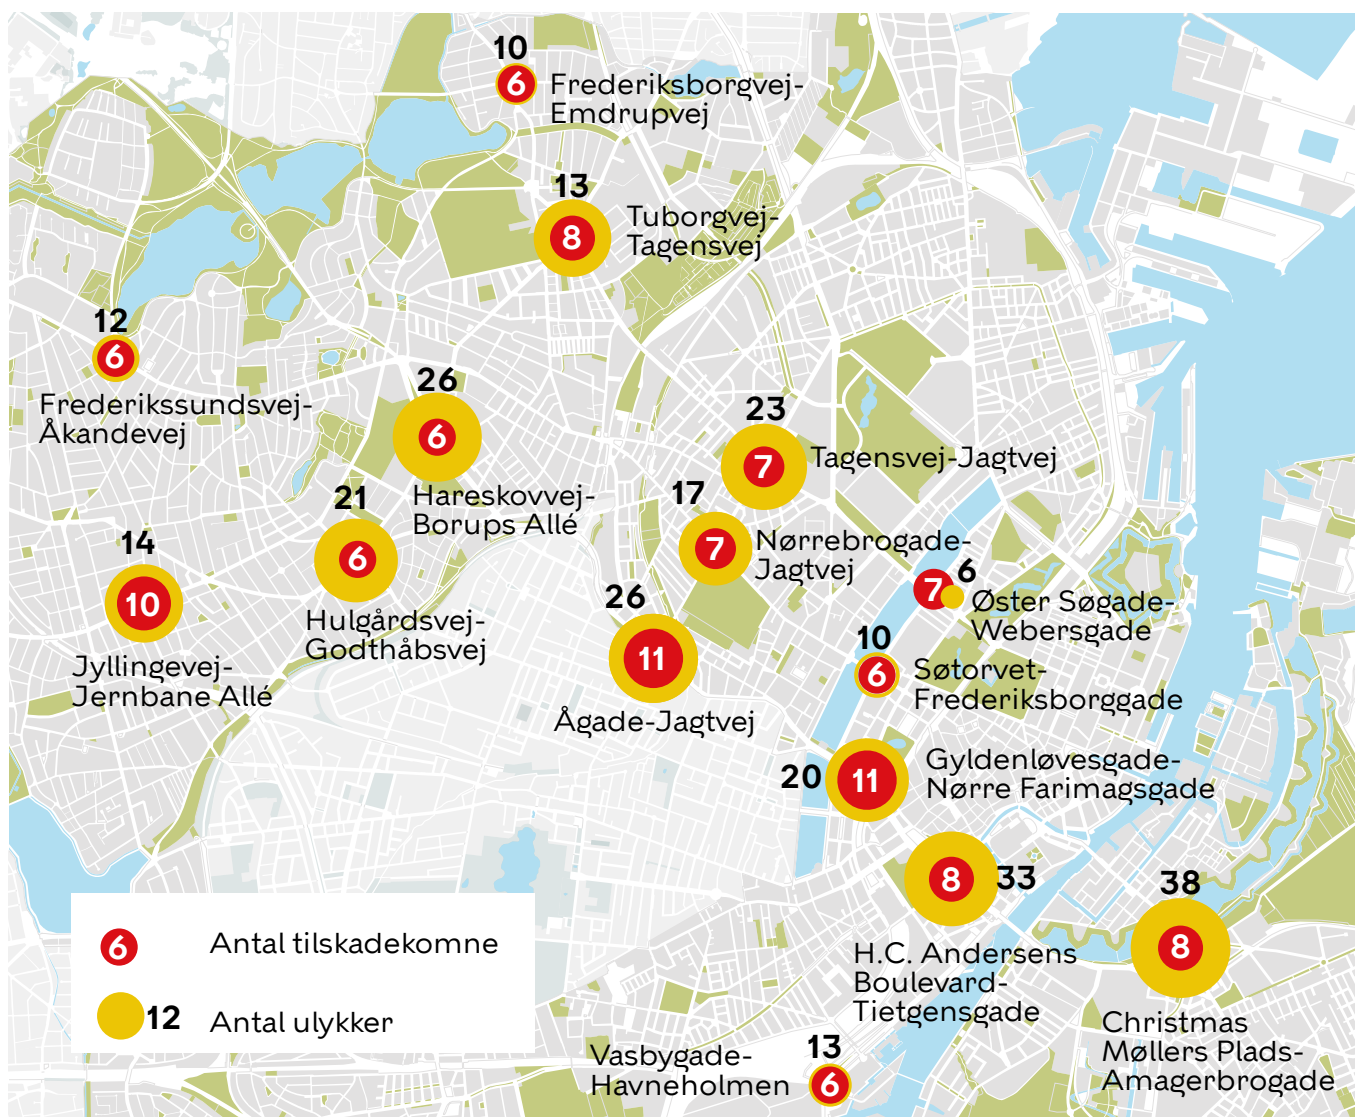 10
6
Frederiksborgvej-
Emdrupvej
13
8
Tuborgvej-
Tagensvej
12
6
Frederikssundsvej-
Åkandevej
26
6
Hareskovvej-
Borups Allé
23
7
Tagensvej-Jagtvej
17
7
Nørrebrogade-
Jagtvej
21
6
Hulgårdsvej-
Godthåbsvej
14
10
Jyllingevej-
Jernbane Allé
26
11
Ågade-Jagtvej
7
6
Øster Søgade-
Webersgade
10
6
Søtorvet-
Frederiksborggade
20
11
Gyldenløvesgade-
Nørre Farimagsgade
8
33
H.C. Andersens
Boulevard-
Tietgensgade
38
8
Christmas
Møllers Plads-
Amagerbrogade
13
6
Vasbygade-
Havneholmen
6 Antal tilskadekomne
12 Antal ulykker